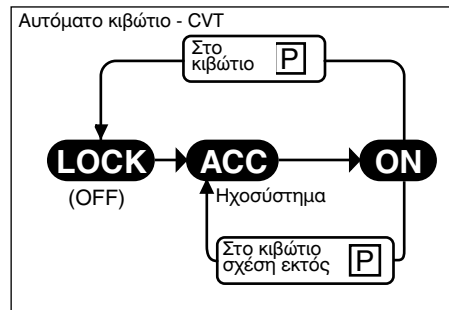 Αυτόματο κιβώτιο - CVT
Στο
κιβώτιο P
LOCK ACC ON
(OFF)
Ηχοσύστημα
Στο κιβώτιο
σχέση εκτός P